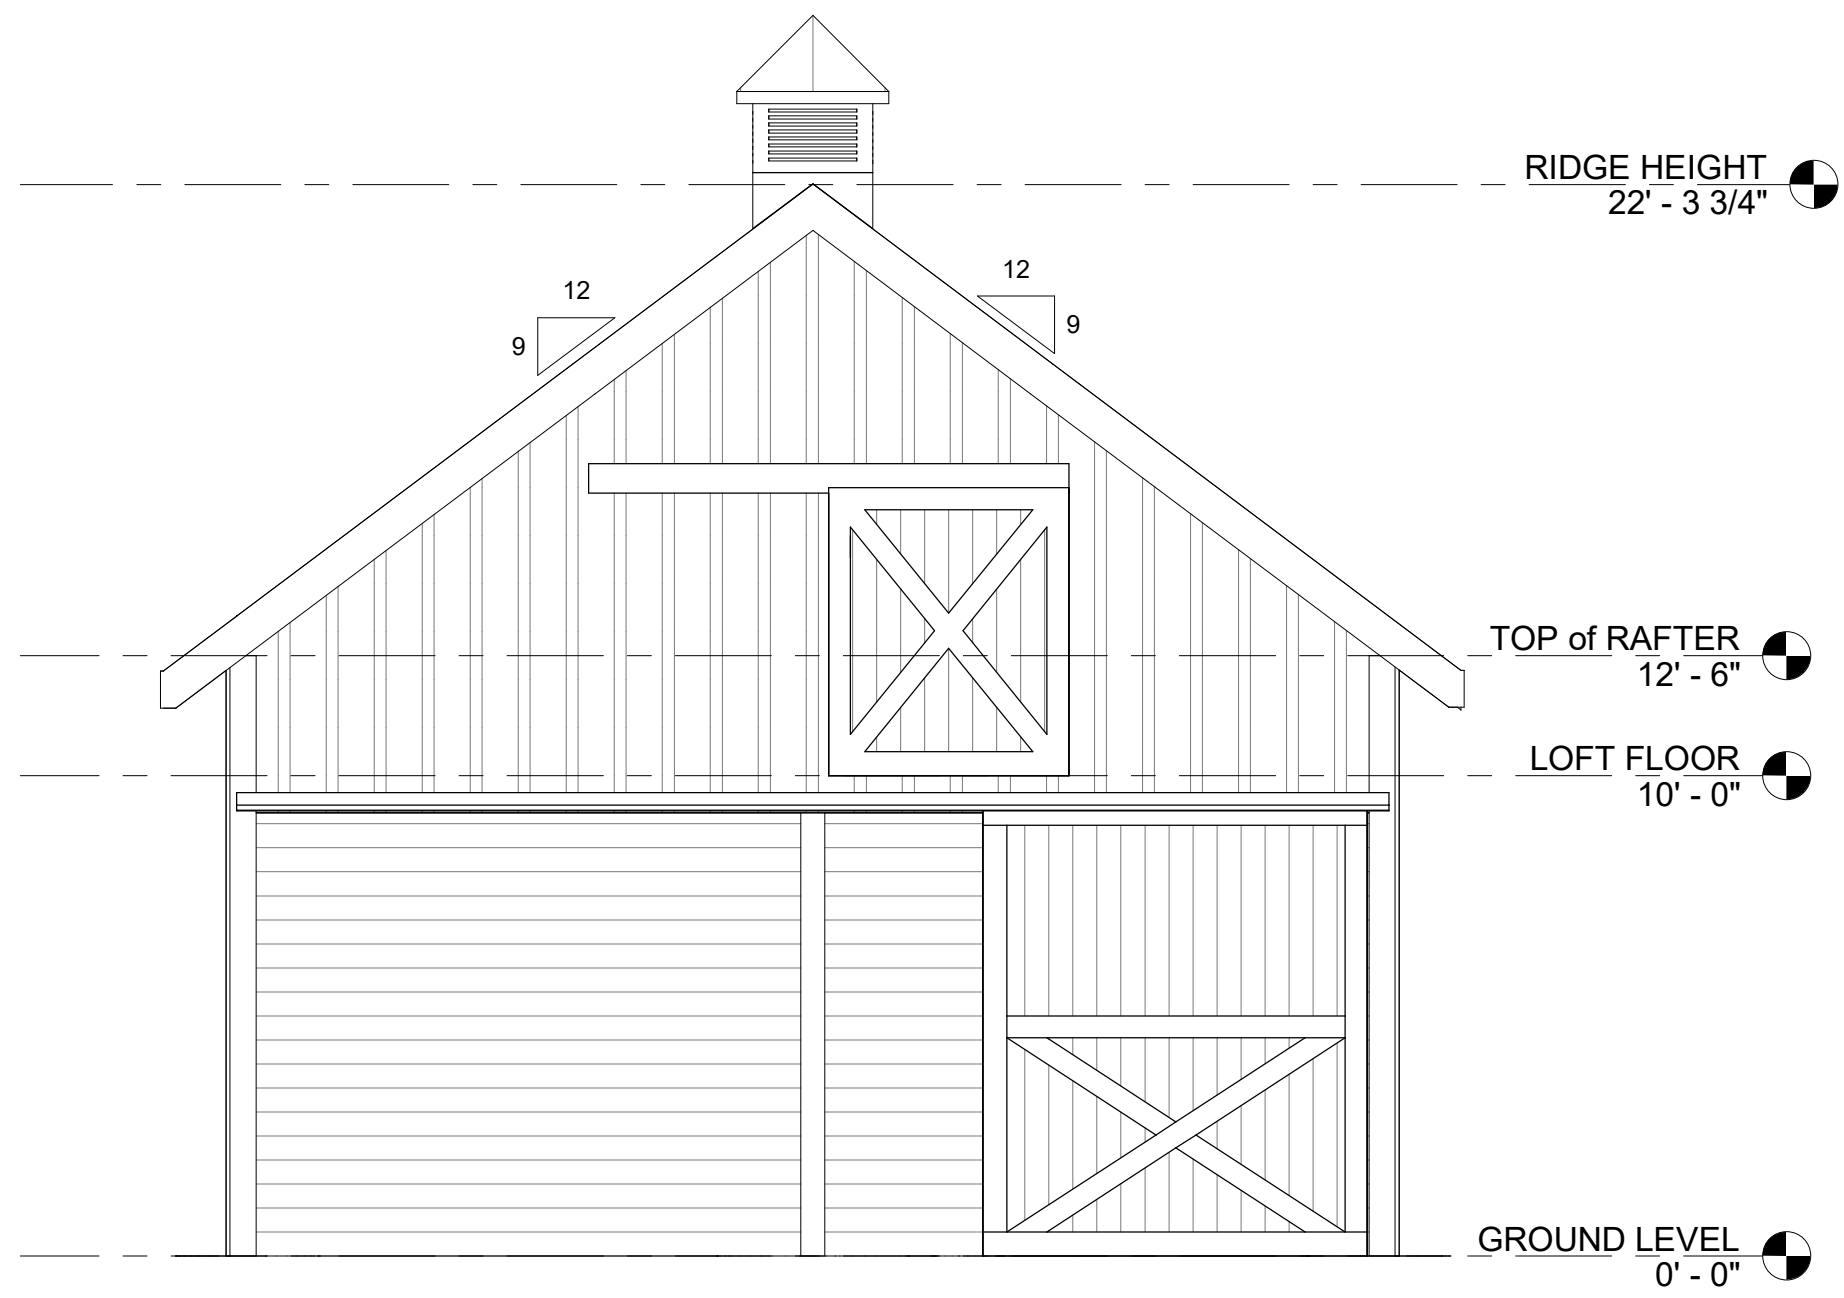 RIDGE HEIGHT
22' - 3 3/4"
12
9
12
9
TOP of RAFTER
12' - 6"
LOFT FLOOR
10' - 0"
GROUND LEVEL
0' - 0"